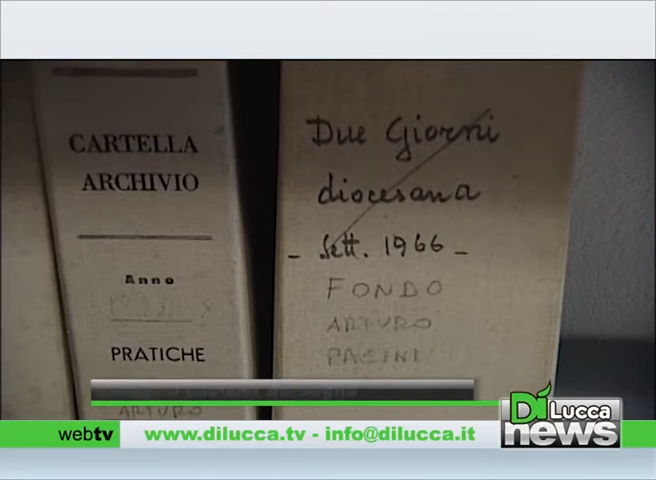 CARTELLA
ARCHIVIO
Anno
PRATICHE
ARTURO
Due Giorni
diocesana
- Sett. 1966 -
FONDO
ARTURO
PACINI
webtv
www.dilucca.tv - info@dilucca.it
Di Lucca
news